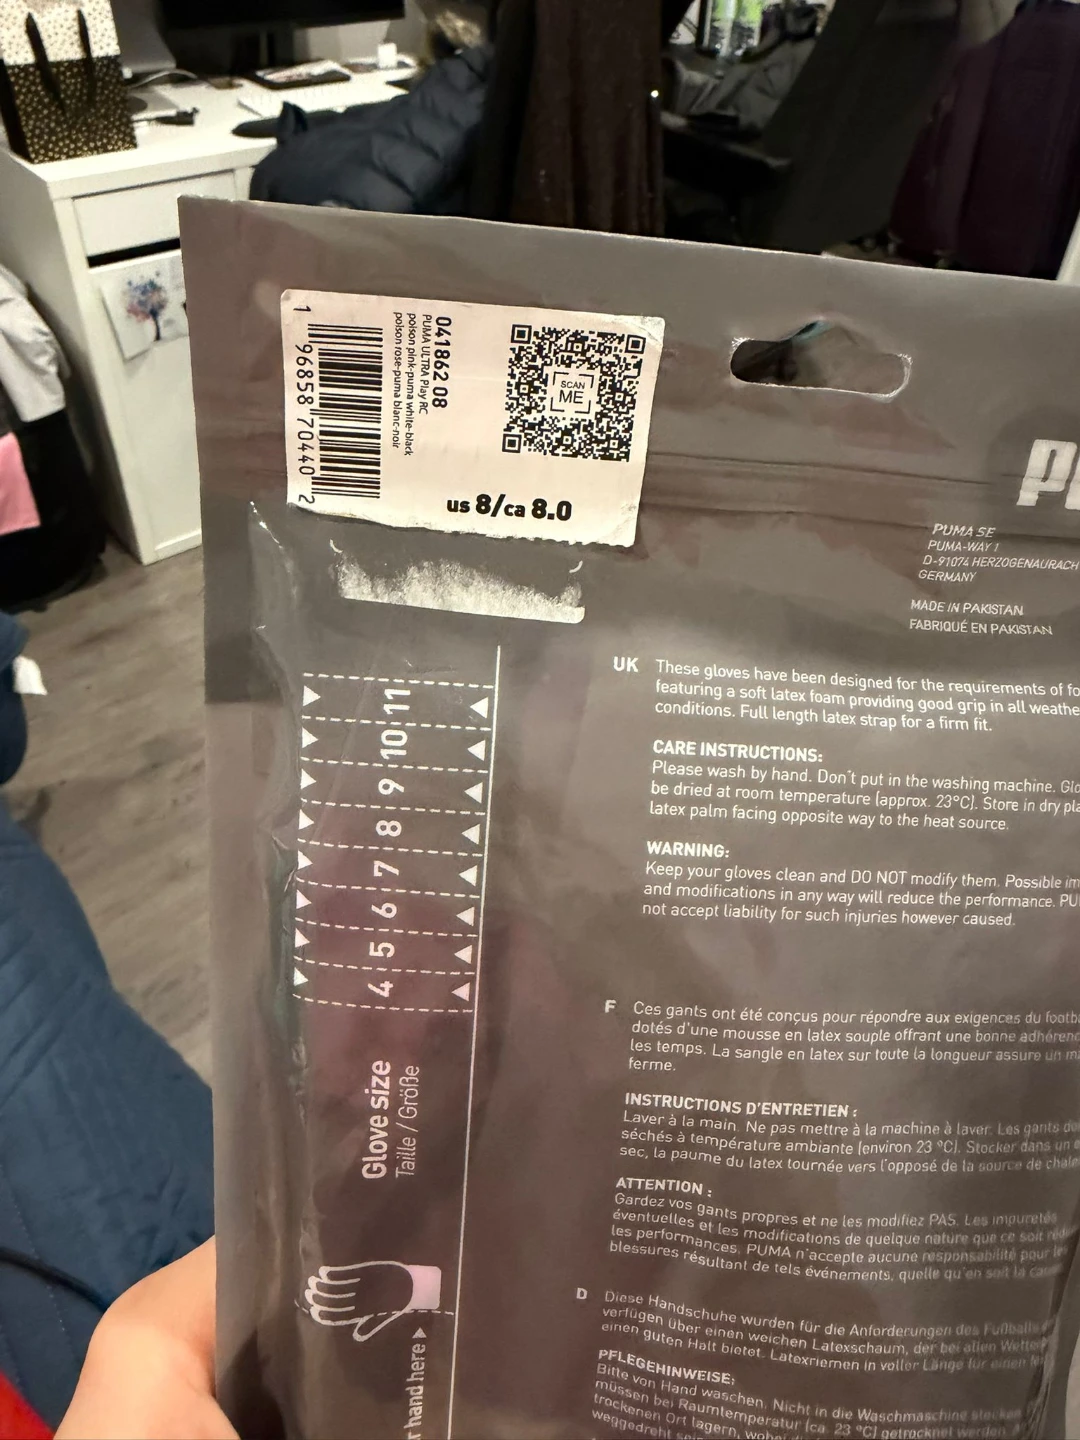 041862 08
PUMA ULTRA Play RC
poison pink-puma white-black
poison rose-puma blanc-noir
1 96858 70440 2
SCAN
ME
us 8/ca 8.0
PUMA SE
PUMA-WAY 1
D-91074 HERZOGENAURACH
GERMANY
MADE IN PAKISTAN
FABRIQUÉ EN PAKISTAN
11
10
9
8
7
6
5
4
Glove size
Taille / Größe
hand here
UK These gloves have been designed for the requirements of
featuring a soft latex foam providing good grip in all
conditions. Full length latex strap for a firm fit.
CARE INSTRUCTIONS:
Please wash by hand. Don't put in the washing machine.
be dried at room temperature (approx. 23°C). Store in dry
latex palm facing opposite way to the heat source.
WARNING:
Keep your gloves clean and DO NOT modify them. Possible
and modifications in any way will reduce the performance.
not accept liability for such injuries however caused.
F Ces gants ont été conçus pour répondre aux exigences du
dotés d'une mousse en latex souple offrant une bonne
les temps. La sangle en latex sur toute la longueur assure un
ferme.
INSTRUCTIONS D'ENTRETIEN :
Laver à la main. Ne pas mettre à la machine à laver. Les gants
séchés à température ambiante (environ 23 °C). Stocker dans un
sec, la paume du latex tournée vers l'opposé de la source de
ATTENTION :
Gardez vos gants propres et ne les modifiez PAS. Les impuretés
éventuelles et les modifications de quelque nature que ce soit
les performances. PUMA n'accepte aucune responsabilité pour
blessures résultant de tels événements, quelle qu'en soit la
D Diese Handschuhe wurden für die Anforderungen des
verfügen über einen weichen Latexschaum, der bei allen
einen guten Halt bietet. Latexriemen in voller Länge für einen
PFLEGEHINWEISE:
Bitte von Hand waschen. Nicht in die Waschmaschine stecken
müssen bei Raumtemperatur (ca. 23 °C) getrocknet werden
trockenen Ort lagern,
weggedreht